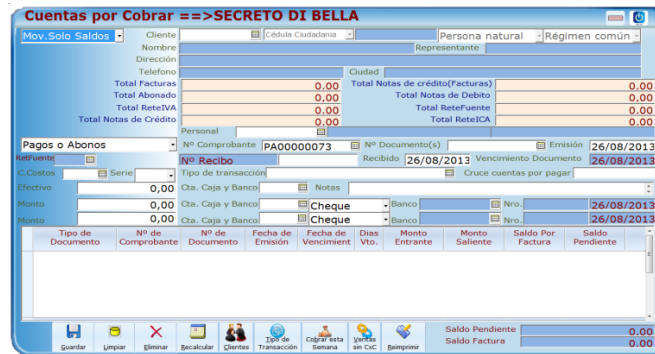 Cuentas por Cobrar ==>SECRETO DI BELLA
Mov.Solo Saldos Cliente Cédula Ciudadania Persona natural Régimen común
Nombre Representante
Dirección
Telefono Ciudad
Total Facturas 0.00 Total Notas de crédito(Facturas) 0.00
Total Abonado 0,00 Total Notas de Debito 0.00
Total ReteIVA 0,00 Total ReteFuente 0.00
Total Notas de Crédito 0,00 Total ReteICA 0.00
Personal
Pagos o Abonos Nº Comprobante PA00000073 Nº Documento(s) Emisión 26/08/2013
RetFuente Nº Recibo Recibido 26/08/2013 Vencimiento Documento 26/08/2013
C.Costos Serie Tipo de transacción Cruce cuentas por pagar
Efectivo 0,00 Cta. Caja y Banco Notas
Monto 0,00 Cta. Caja y Banco Cheque Banco Nro. 26/08/2013
Monto 0,00 Cta. Caja y Banco Cheque Banco Nro. 26/08/2013
Tipo de Nº de Nº de Fecha de Fecha de Dias Monto Monto Saldo Por Saldo
Documento Comprobante Documento Emisión Vencimient Vto. Entrante Saliente Factura Pendiente
Guardar Limpiar Eliminar Recalcular Clientes Tipo de Transacción Cobrar esta Semana Ventas sin CxC Reimprimir
Saldo Pendiente 0.00
Saldo Factura 0.00